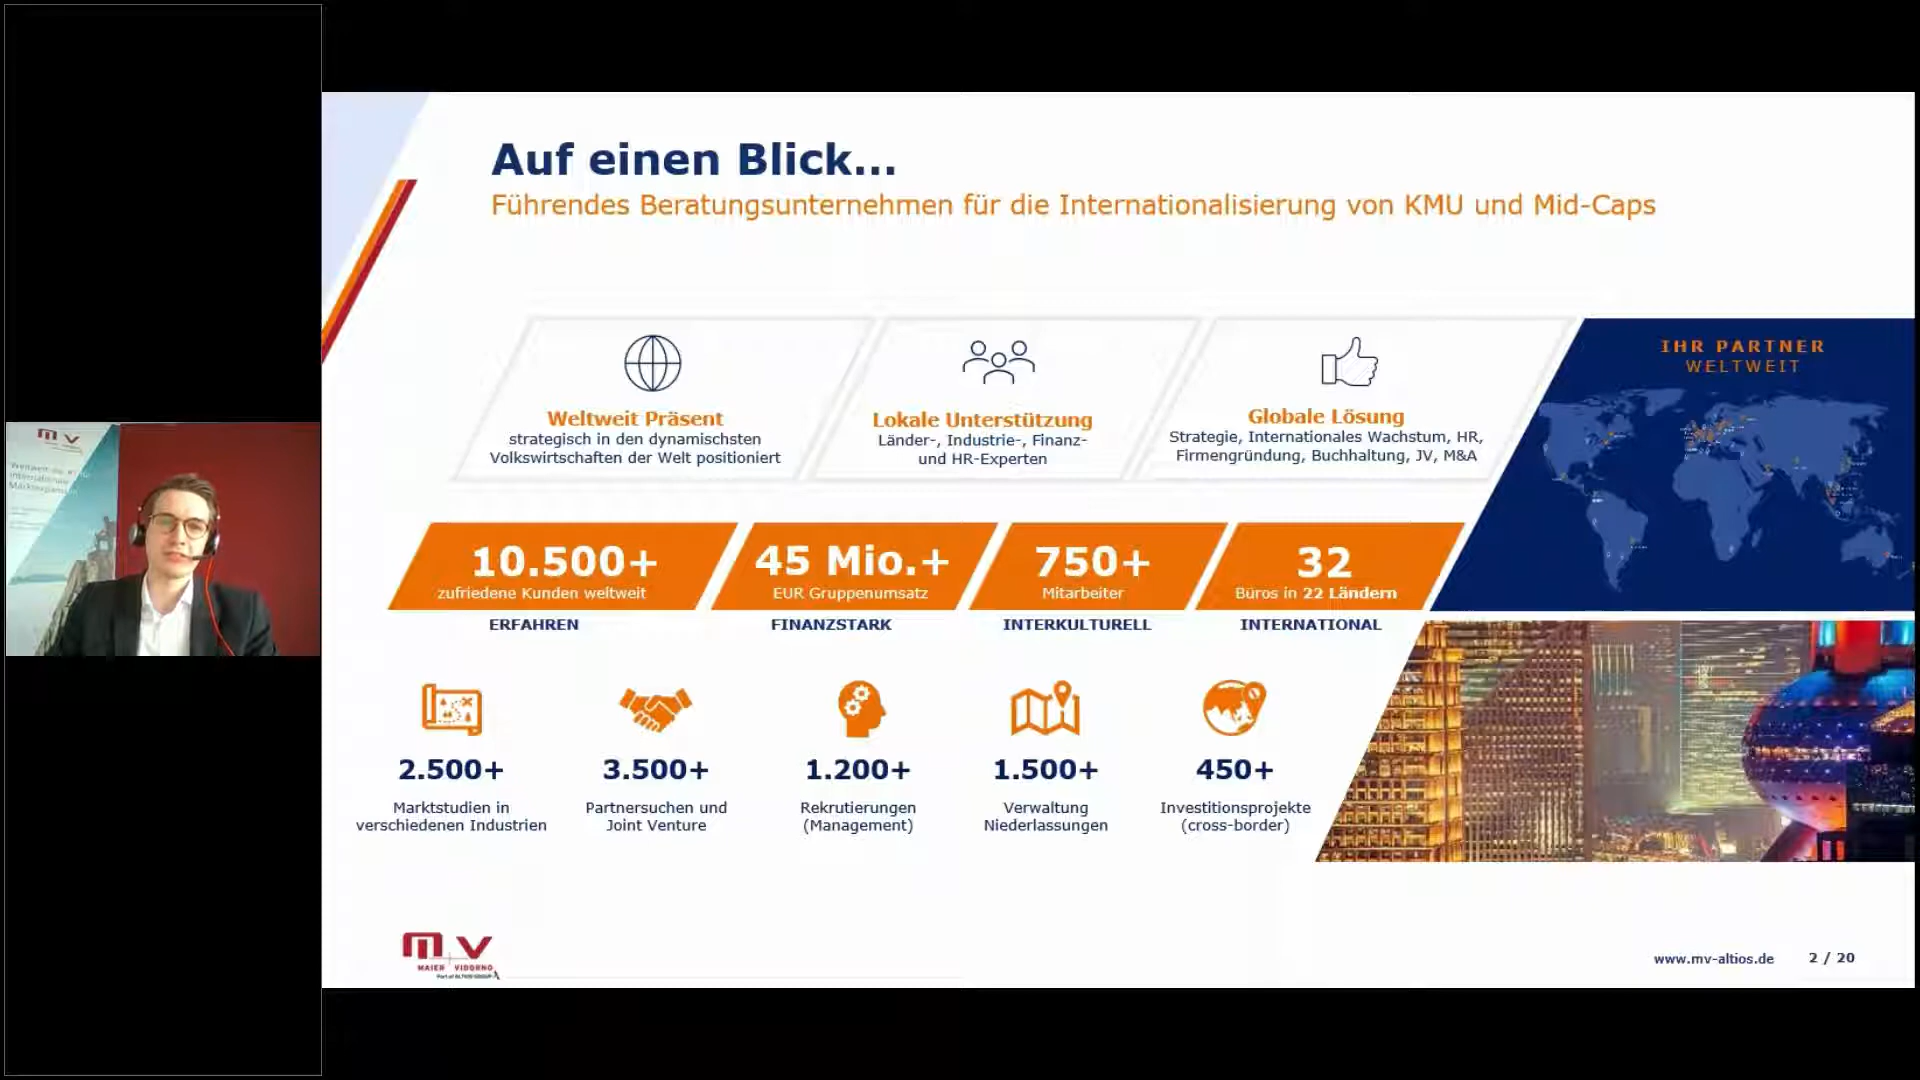 Auf einen Blick...
Führendes Beratungsunternehmen für die Internationalisierung von KMU und Mid-Caps
Weltweit Präsent
strategisch in den dynamischsten
Volkswirtschaften der Welt positioniert
Lokale Unterstützung
Länder-, Industrie-, Finanz-
und HR-Experten
Globale Lösung
Strategie, Internationales Wachstum, HR,
Firmengründung, Buchhaltung, JV, M&A
IHR PARTNER
WELTWEIT
10.500+
zufriedene Kunden weltweit
ERFAHREN
45 Mio.+
EUR Gruppenumsatz
FINANZSTARK
750+
Mitarbeiter
INTERKULTURELL
32
Büros in 22 Ländern
INTERNATIONAL
2.500+
Marktstudien in
verschiedenen Industrien
3.500+
Partnersuchen und
Joint Venture
1.200+
Rekrutierungen
(Management)
1.500+
Verwaltung
Niederlassungen
450+
Investitionsprojekte
(cross-border)
M V
MAIER + VIDORNO
Part of ALTIOS GROUP
www.mv-altios.de
2 / 20
M V